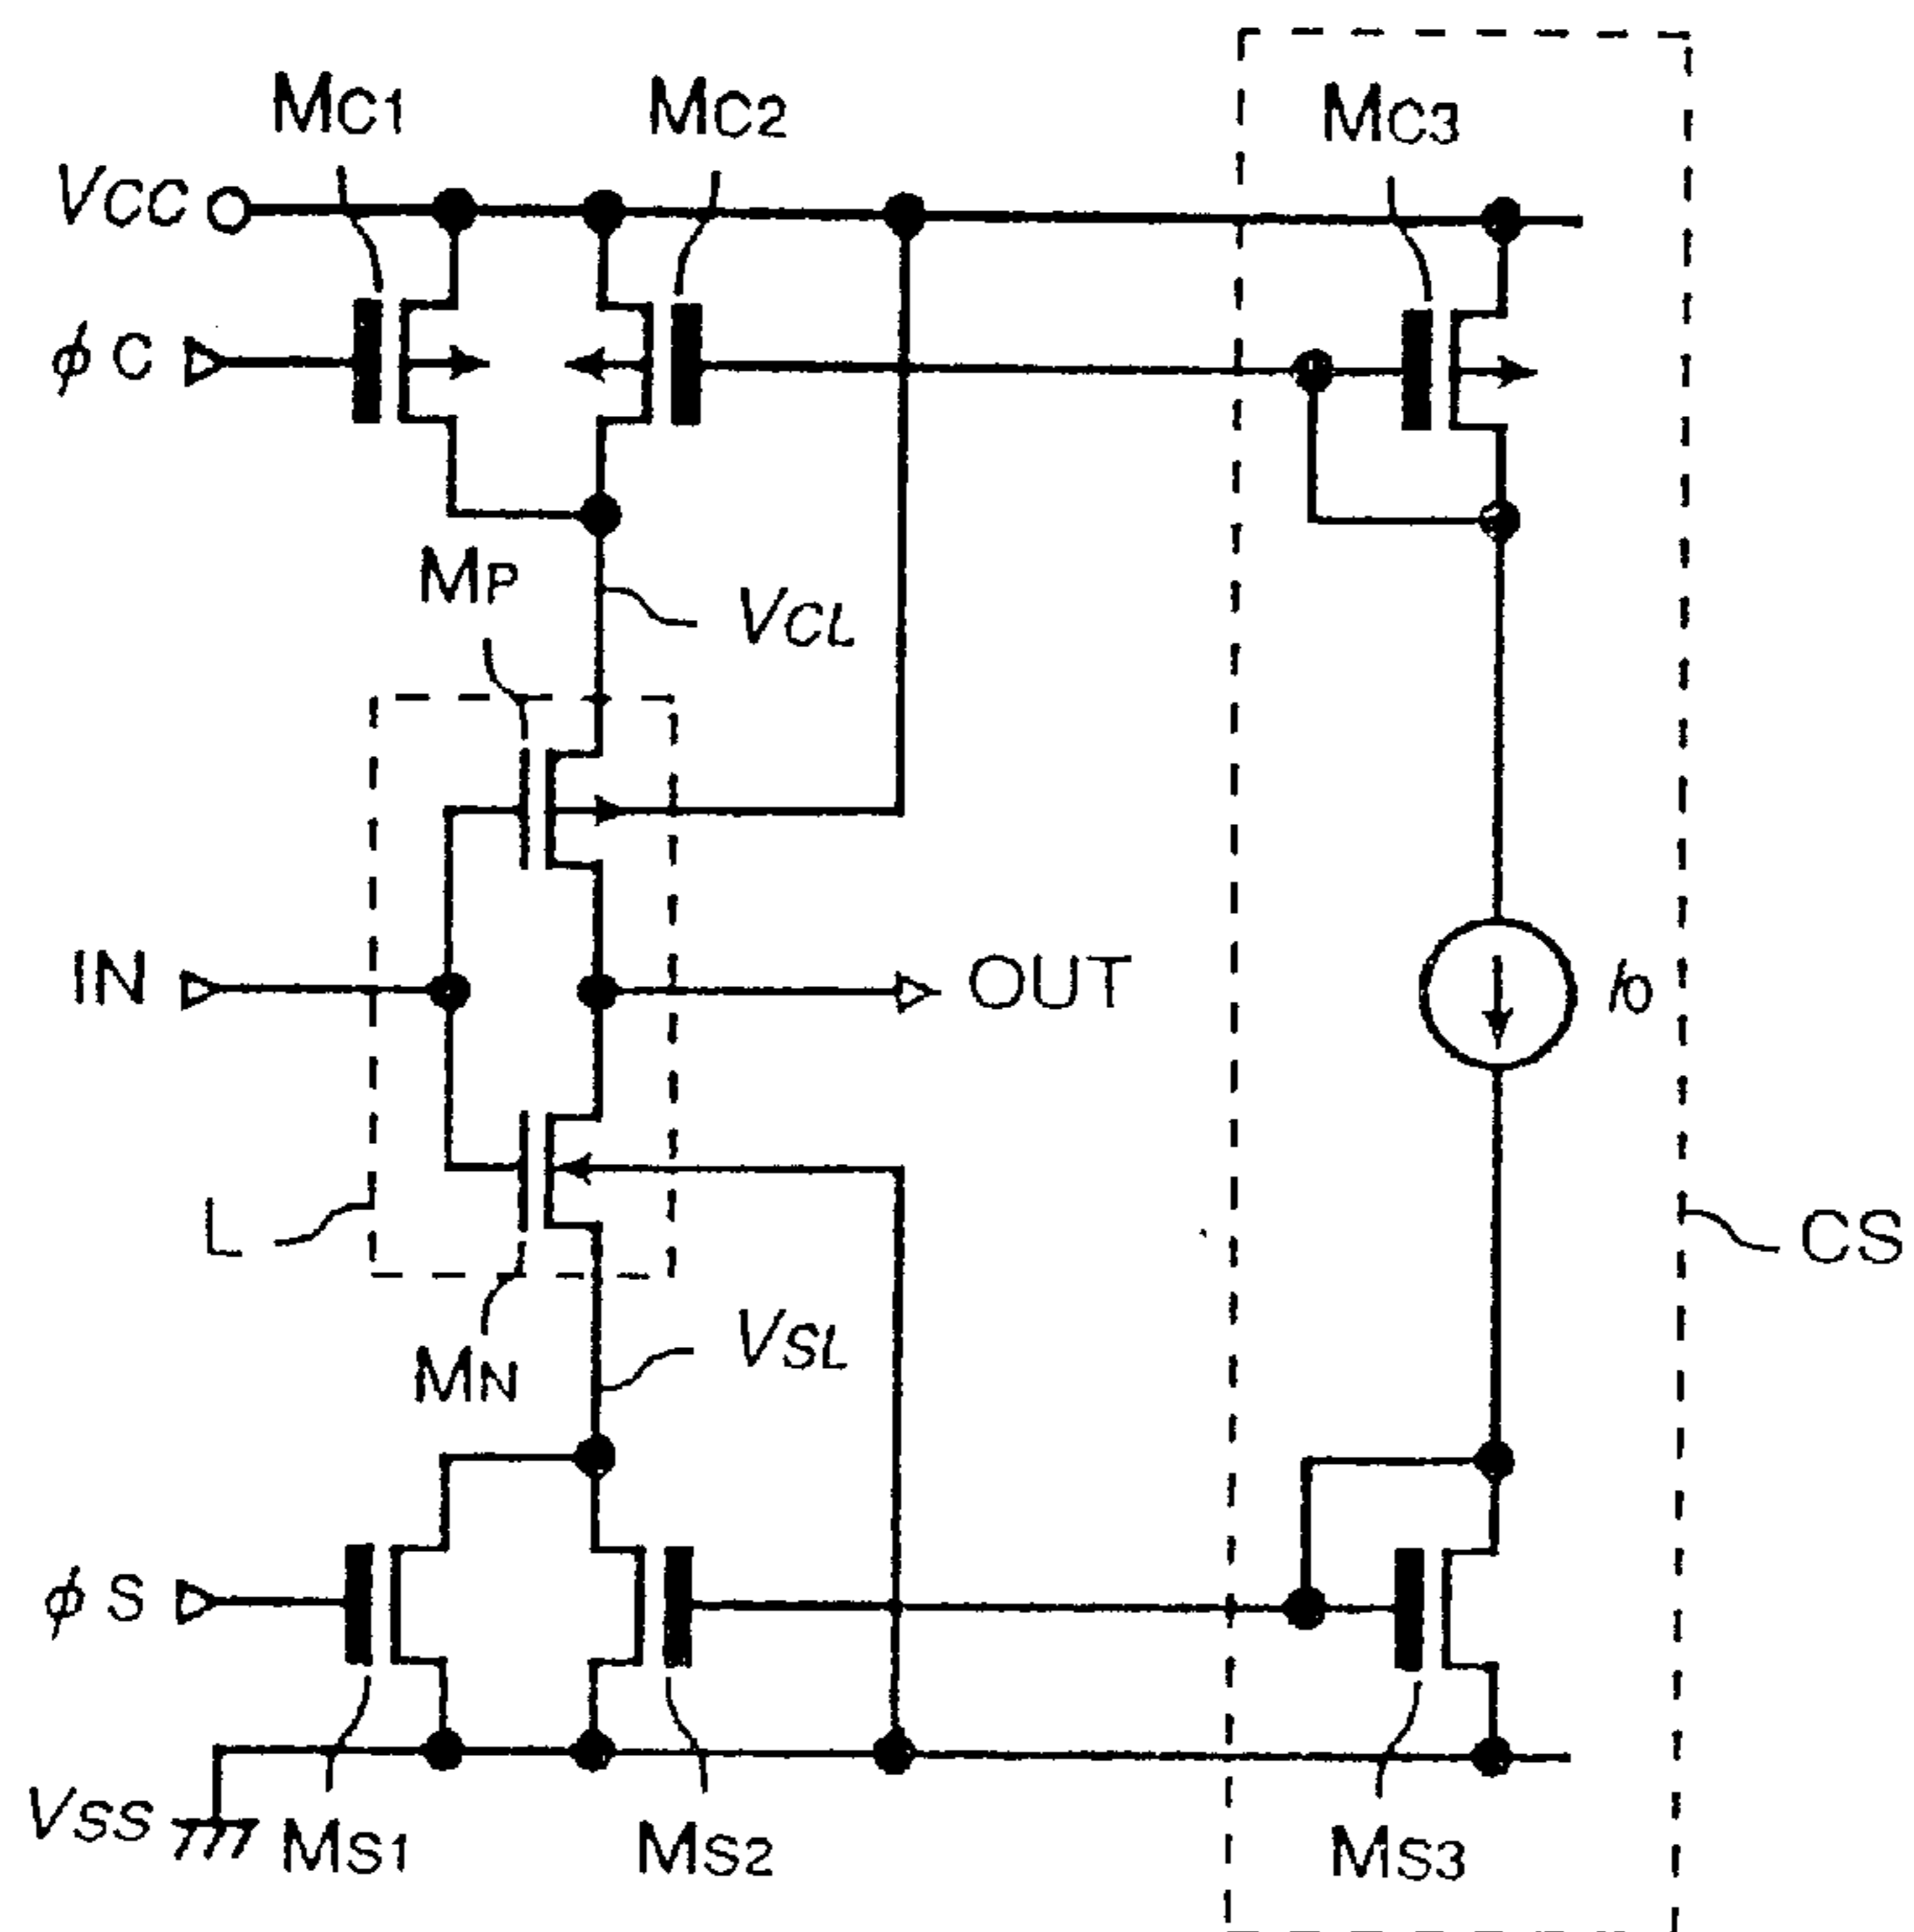 MC1
MC2
MC3
VCC
ϕC
MP
VCL
IN
OUT
I0
L
CS
MN
VSL
ϕS
VSS
MS1
MS2
MS3